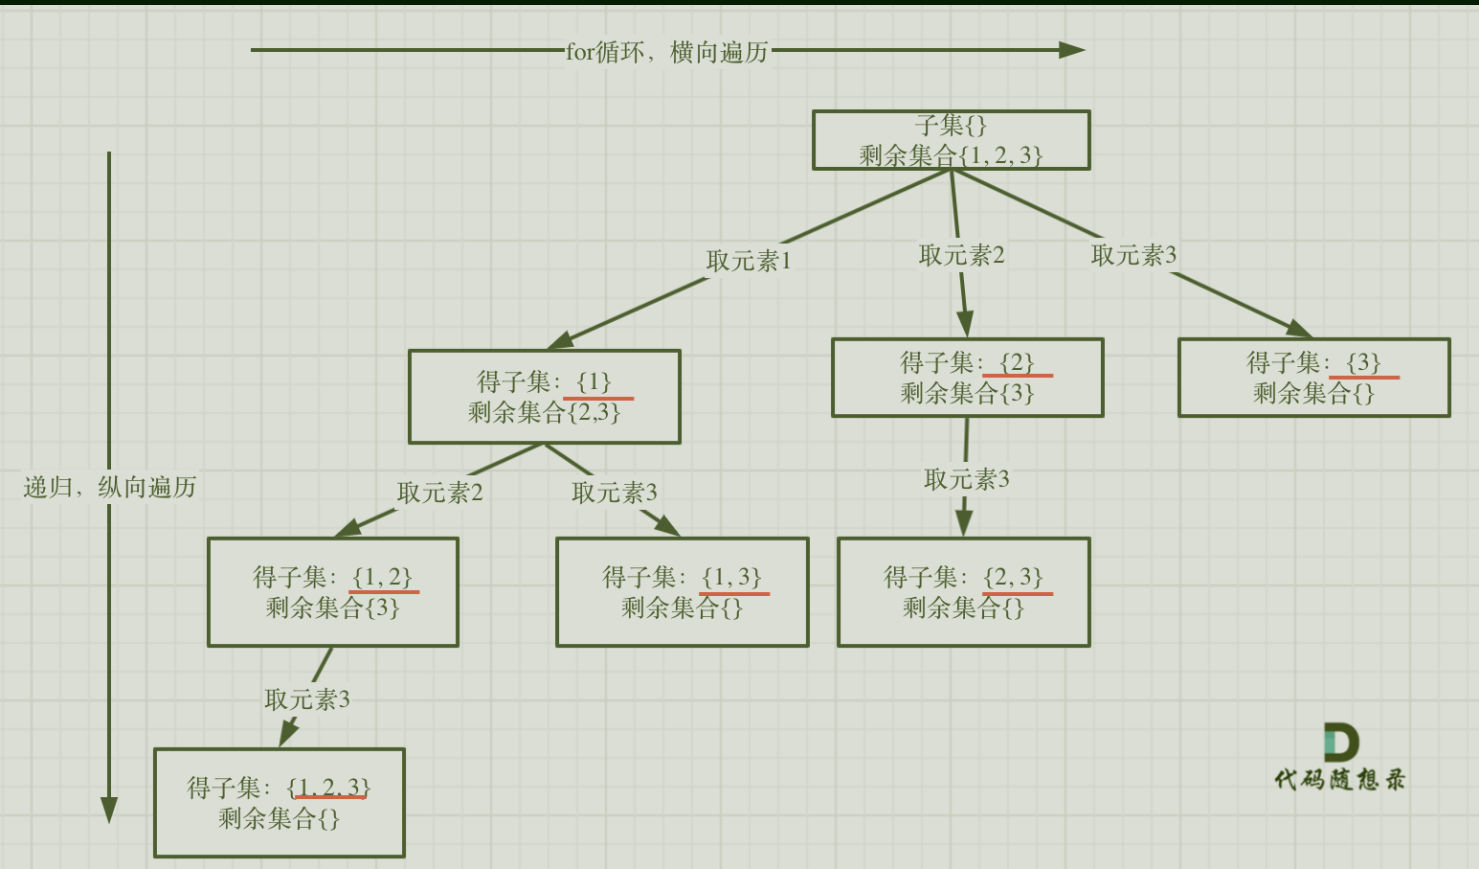 for循环，横向遍历
子集{}
剩余集合{1, 2, 3}
取元素1
取元素2
取元素3
得子集：{1}
剩余集合{2,3}
得子集：{2}
剩余集合{3}
得子集：{3}
剩余集合{}
递归，纵向遍历
取元素2
取元素3
取元素3
得子集：{1, 2}
剩余集合{3}
得子集：{1, 3}
剩余集合{}
得子集：{2, 3}
剩余集合{}
取元素3
得子集：{1, 2, 3}
剩余集合{}
代码随想录